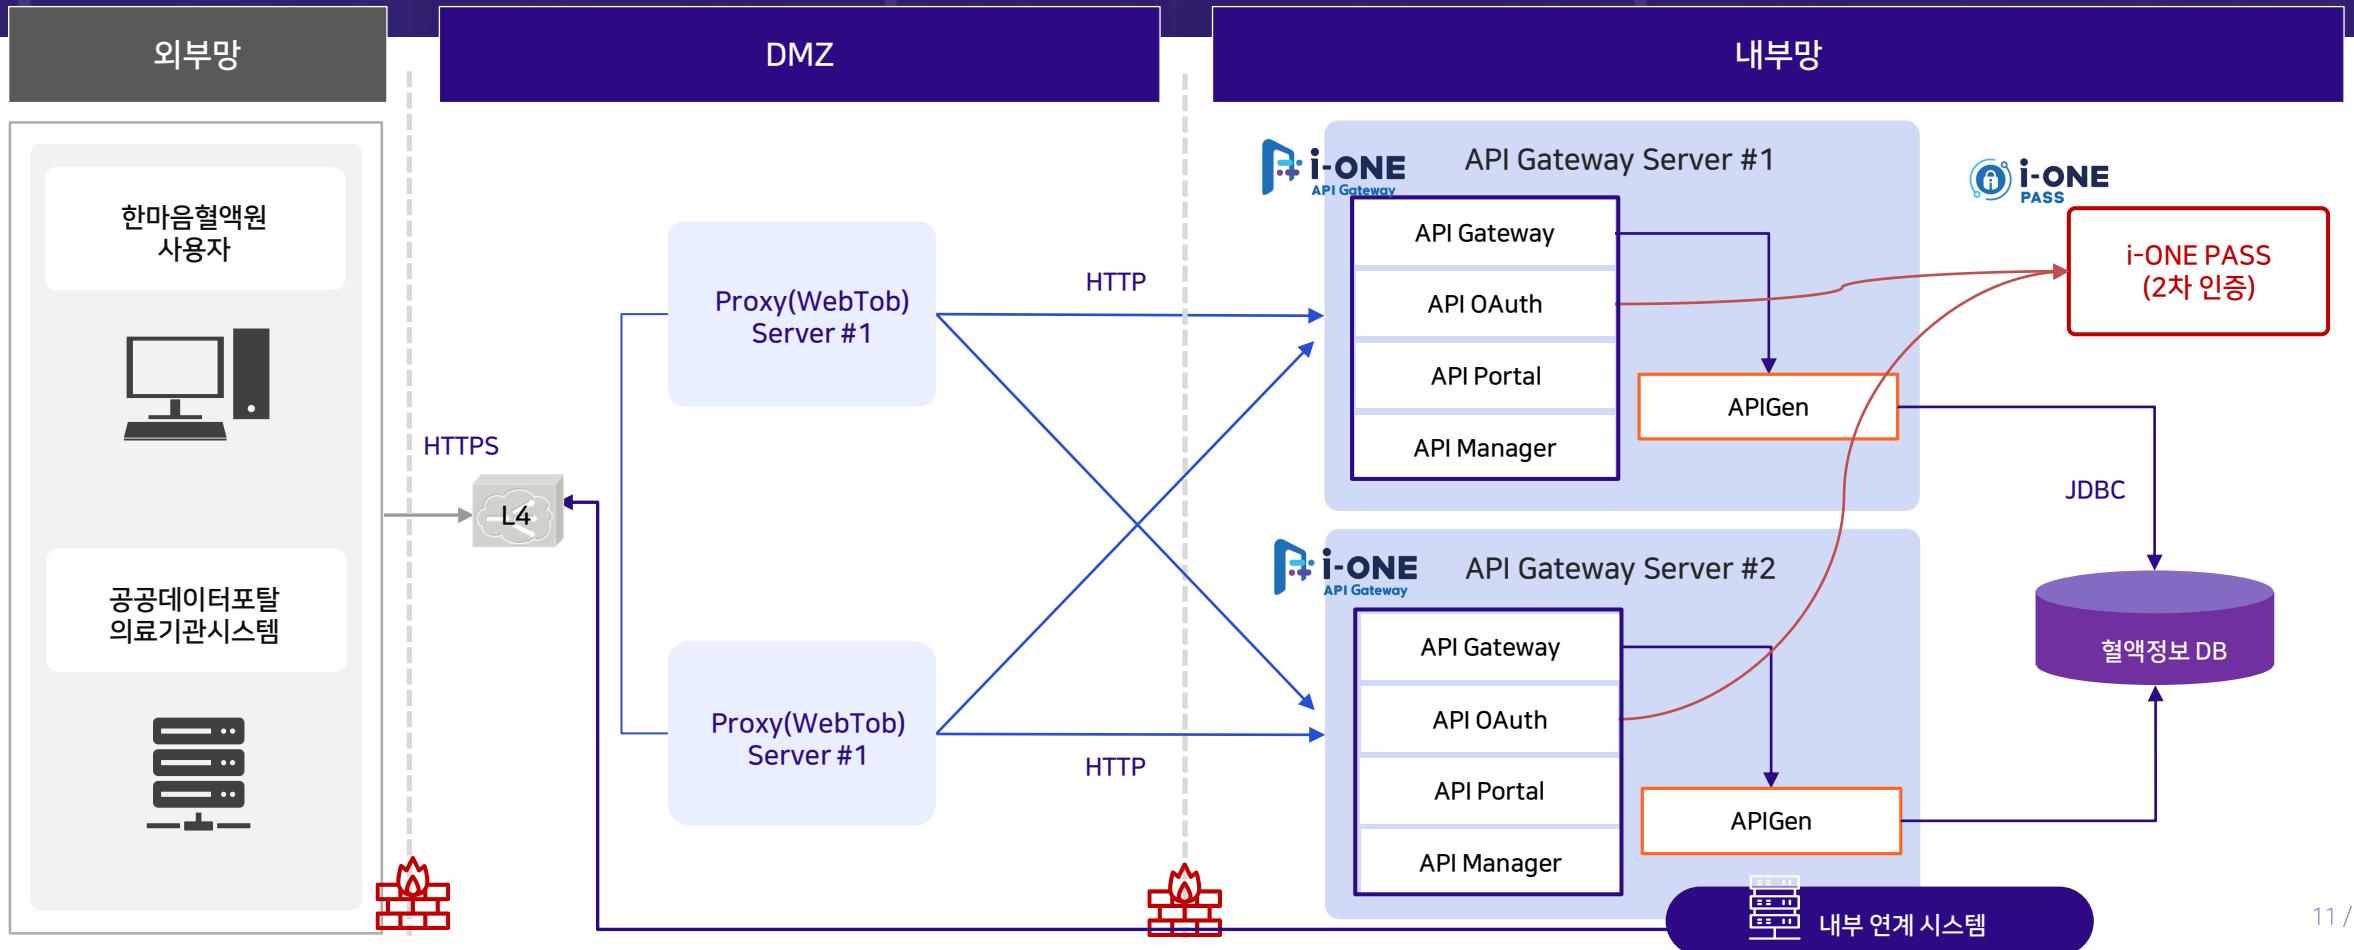 외부망
DMZ
내부망
한마음혈액원
사용자
공공데이터포탈
의료기관시스템
HTTPS
L4
Proxy(WebTob)
Server #1
Proxy(WebTob)
Server #1
HTTP
HTTP
i-ONE
API Gateway
API Gateway Server #1
API Gateway
API OAuth
API Portal
API Manager
APIGen
i-ONE
PASS
i-ONE PASS
(2차 인증)
JDBC
혈액정보 DB
i-ONE
API Gateway
API Gateway Server #2
API Gateway
API OAuth
API Portal
API Manager
APIGen
내부 연계 시스템
11 /